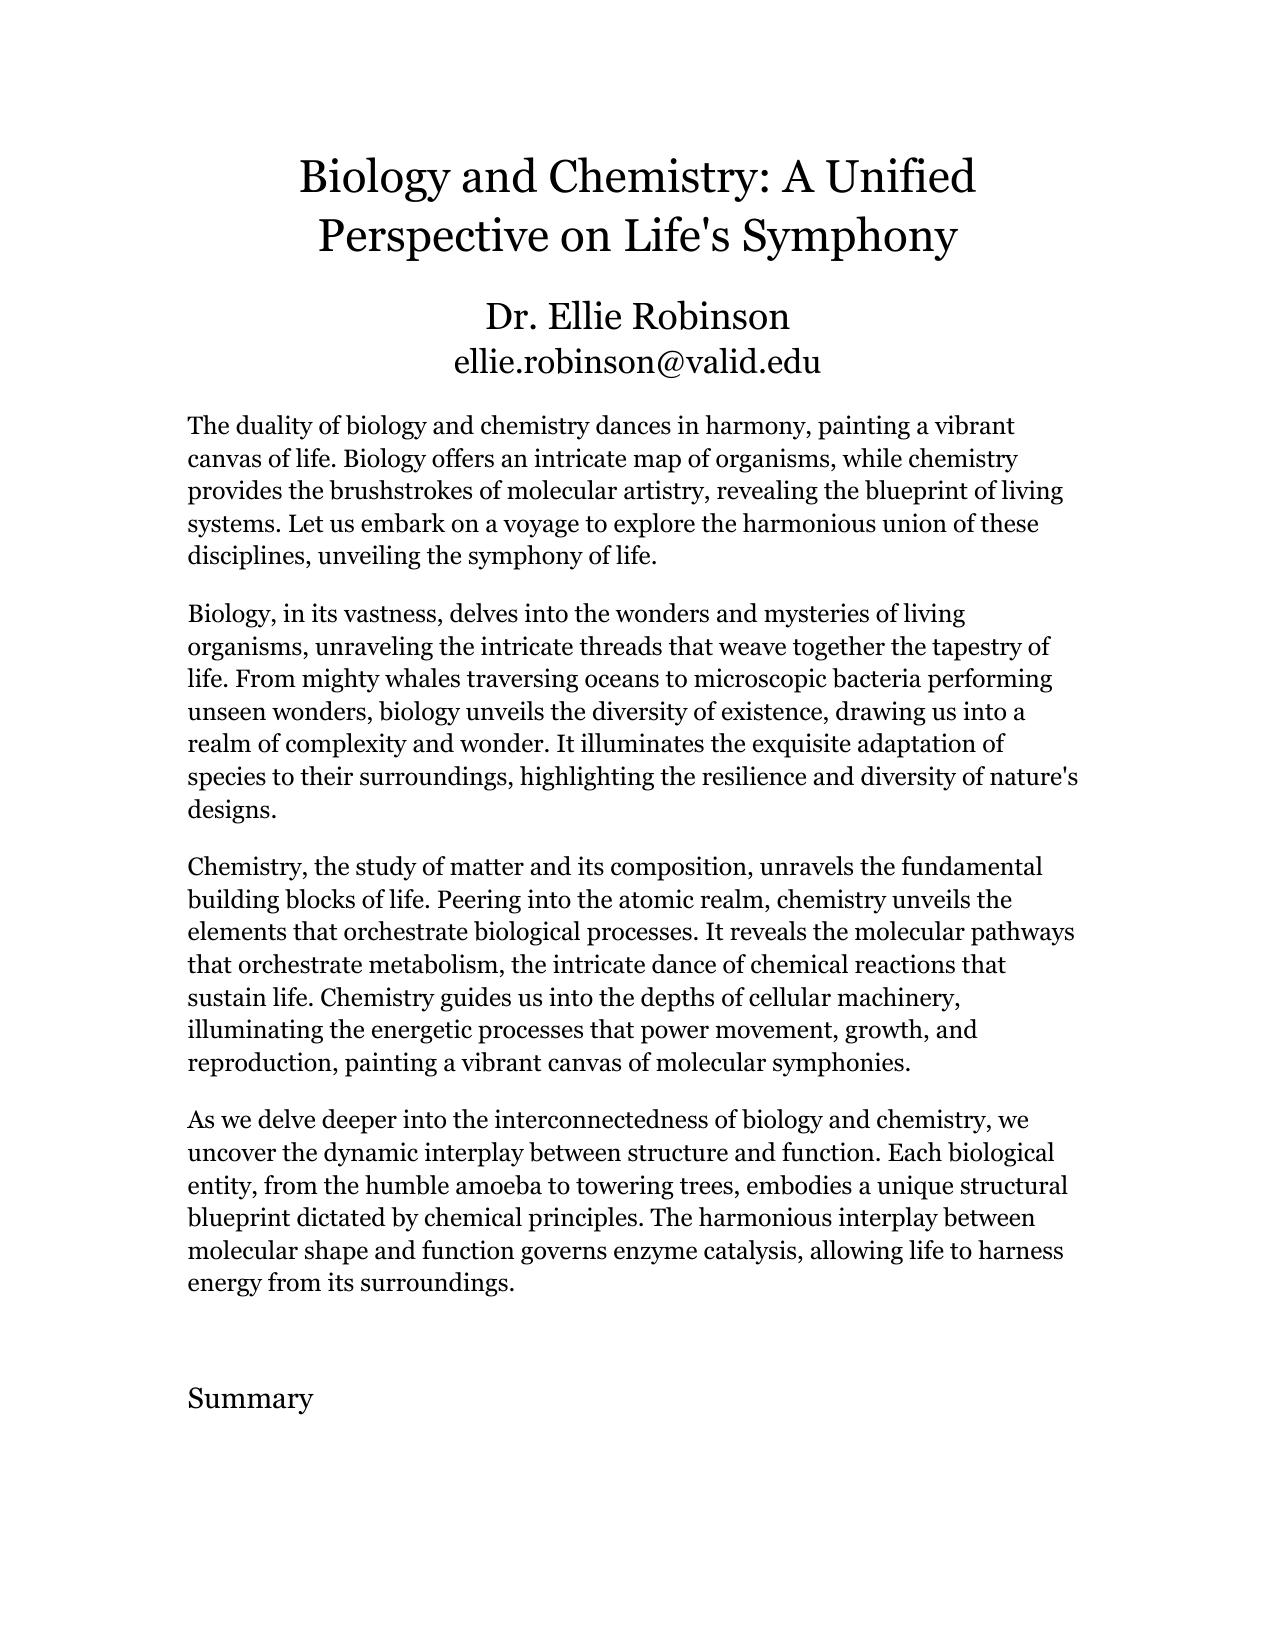 Biology and Chemistry: A Unified
Perspective on Life's Symphony
Dr. Ellie Robinson
ellie.robinson@valid.edu
The duality of biology and chemistry dances in harmony, painting a vibrant
canvas of life. Biology offers an intricate map of organisms, while chemistry
provides the brushstrokes of molecular artistry, revealing the blueprint of living
systems. Let us embark on a voyage to explore the harmonious union of these
disciplines, unveiling the symphony of life.
Biology, in its vastness, delves into the wonders and mysteries of living
organisms, unraveling the intricate threads that weave together the tapestry of
life. From mighty whales traversing oceans to microscopic bacteria performing
unseen wonders, biology unveils the diversity of existence, drawing us into a
realm of complexity and wonder. It illuminates the exquisite adaptation of
species to their surroundings, highlighting the resilience and diversity of nature's
designs.
Chemistry, the study of matter and its composition, unravels the fundamental
building blocks of life. Peering into the atomic realm, chemistry unveils the
elements that orchestrate biological processes. It reveals the molecular pathways
that orchestrate metabolism, the intricate dance of chemical reactions that
sustain life. Chemistry guides us into the depths of cellular machinery,
illuminating the energetic processes that power movement, growth, and
reproduction, painting a vibrant canvas of molecular symphonies.
As we delve deeper into the interconnectedness of biology and chemistry, we
uncover the dynamic interplay between structure and function. Each biological
entity, from the humble amoeba to towering trees, embodies a unique structural
blueprint dictated by chemical principles. The harmonious interplay between
molecular shape and function governs enzyme catalysis, allowing life to harness
energy from its surroundings.
Summary